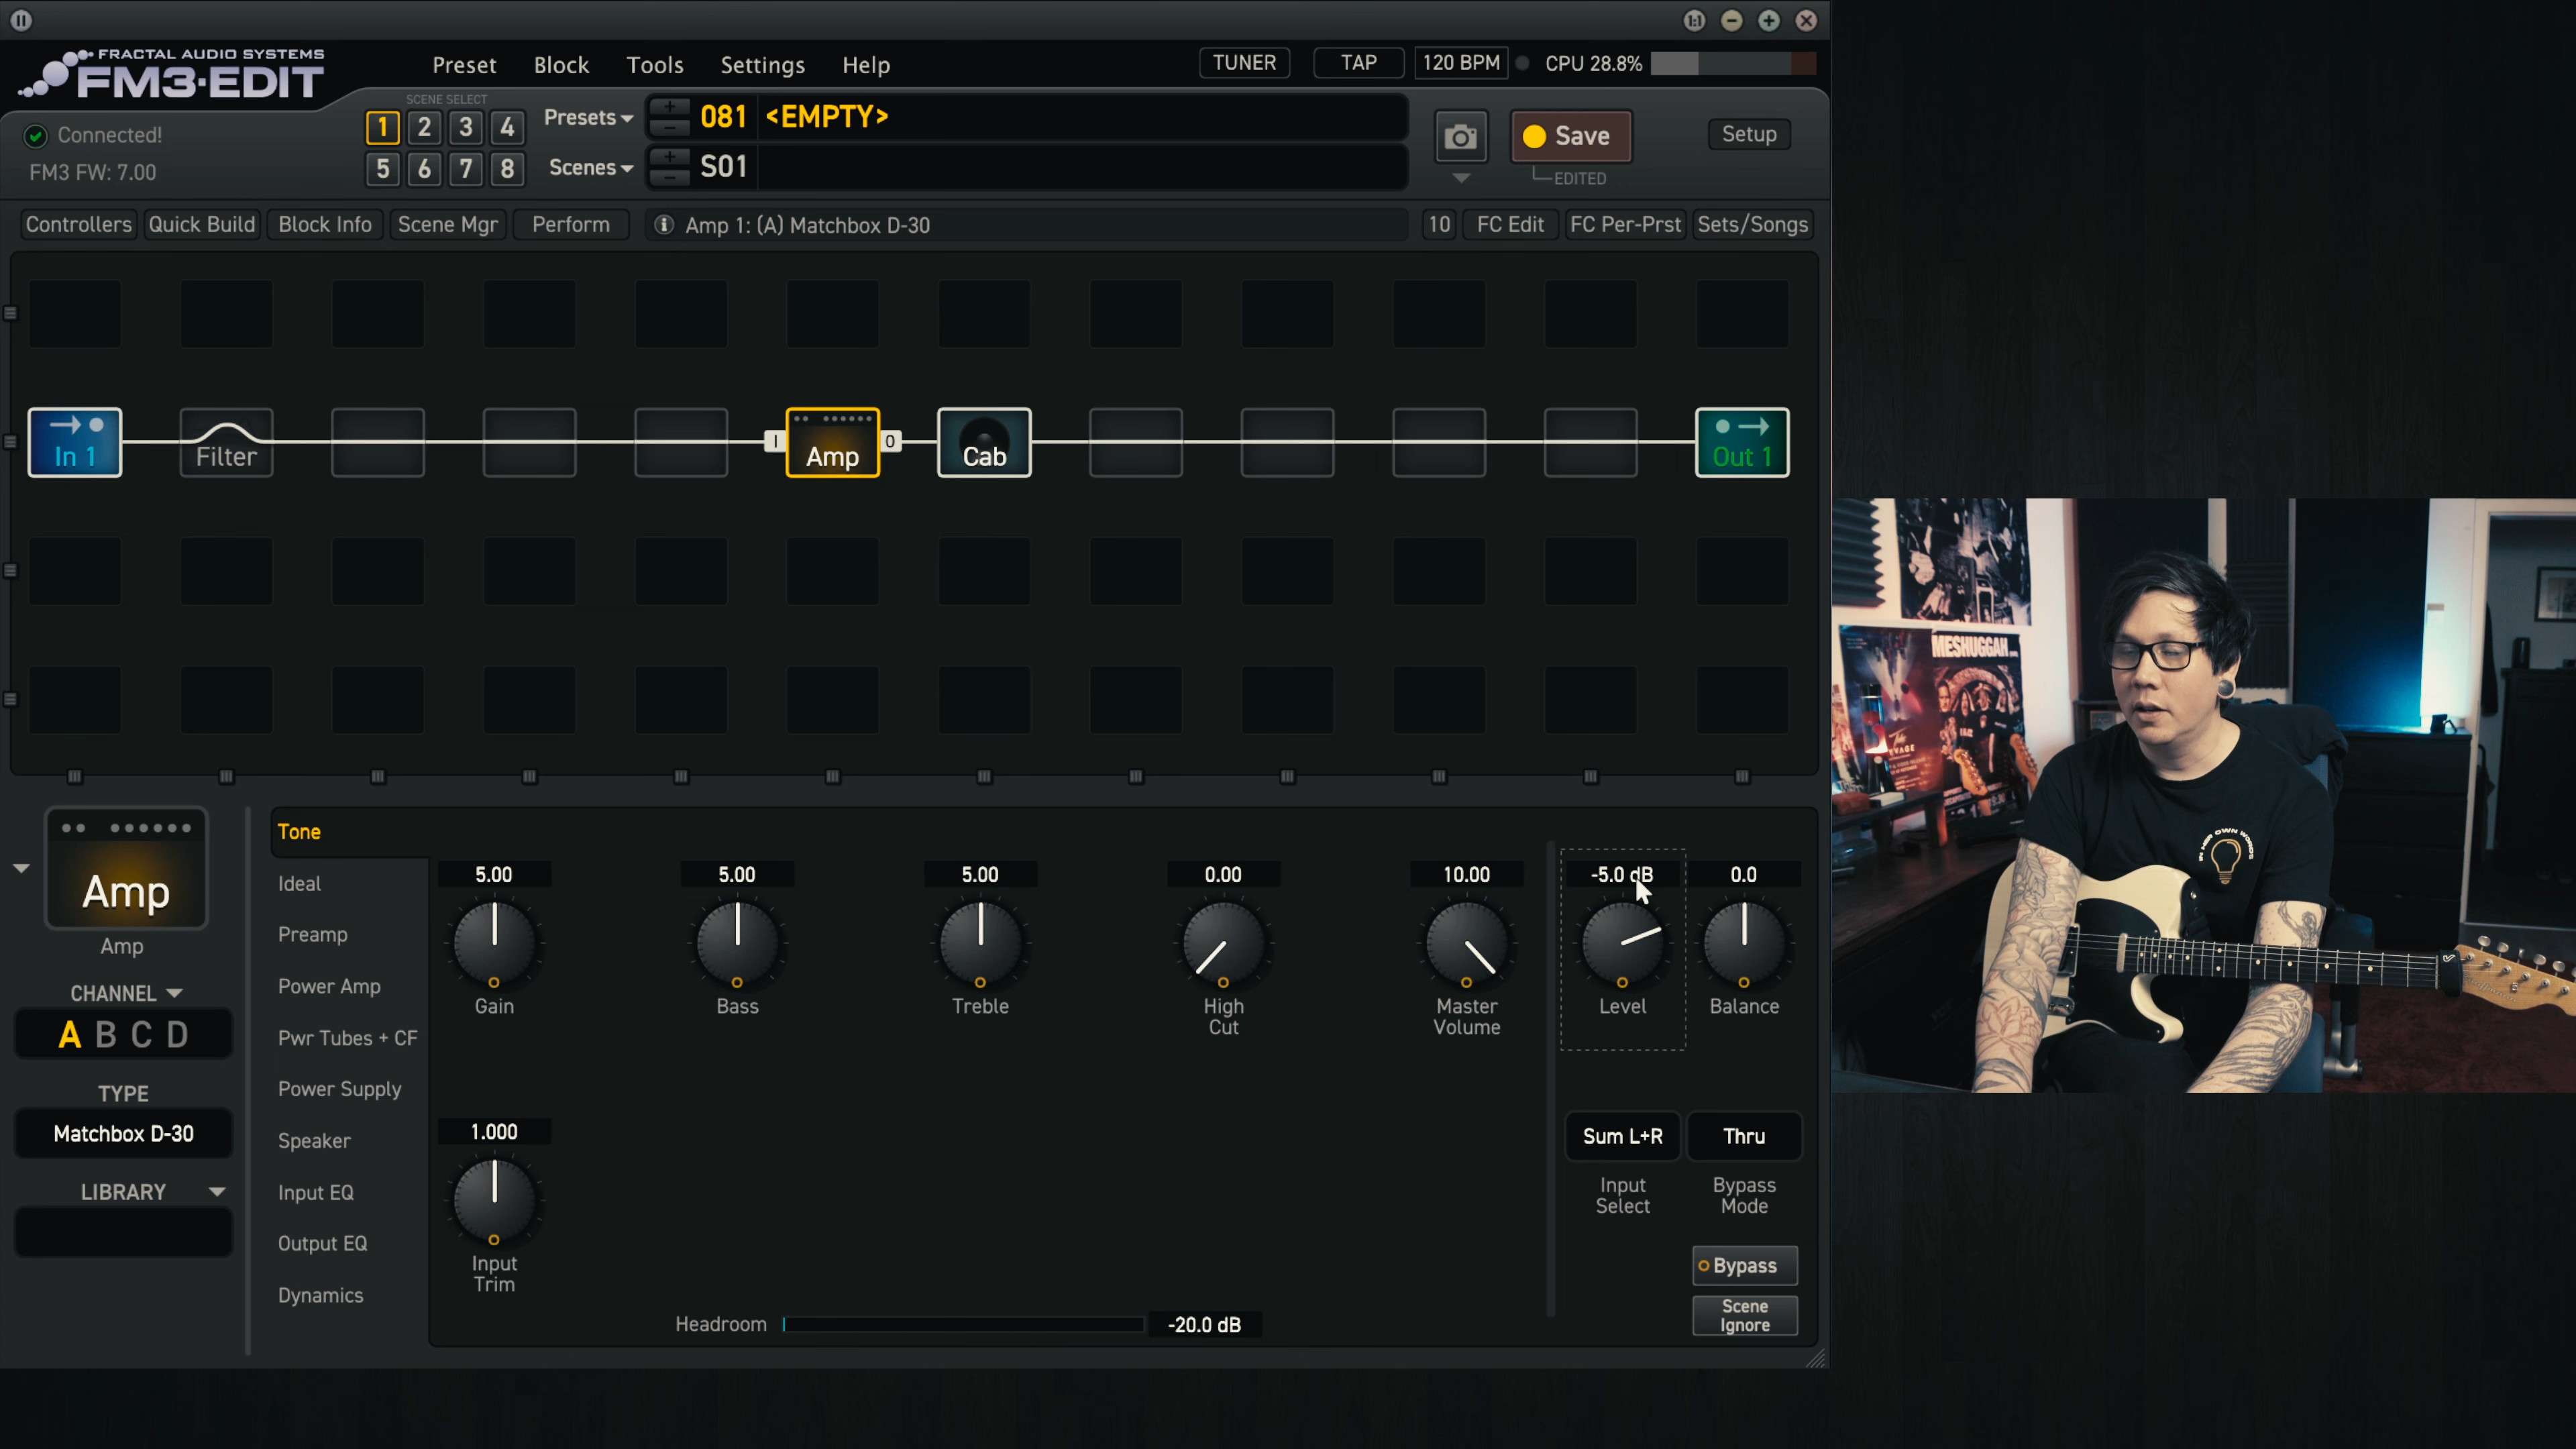 FRACTAL AUDIO SYSTEMS
FM3·EDIT
Preset Block Tools Settings Help
TUNER TAP 120 BPM CPU 28.8%
Connected!
FM3 FW: 7.00
SCENE SELECT
1 2 3 4
5 6 7 8
Presets + − 081 <EMPTY>
Scenes + − S01
Save
EDITED
Setup
1:1
Controllers Quick Build Block Info Scene Mgr Perform
Amp 1: (A) Matchbox D-30
10 FC Edit FC Per-Prst Sets/Songs
In 1 Filter I Amp O Cab Out 1
Amp
Amp
CHANNEL
A B C D
TYPE
Matchbox D-30
LIBRARY
Tone
Ideal
Preamp
Power Amp
Pwr Tubes + CF
Power Supply
Speaker
Input EQ
Output EQ
Dynamics
5.00 5.00 5.00 0.00 10.00 -5.0 dB 0.0
Gain Bass Treble High Master Level Balance
Cut Volume
1.000
Input
Trim
Sum L+R Thru
Input Bypass
Select Mode
Bypass
Scene
Ignore
Headroom -20.0 dB
MESHUGGAH
IN HER OWN WORDS